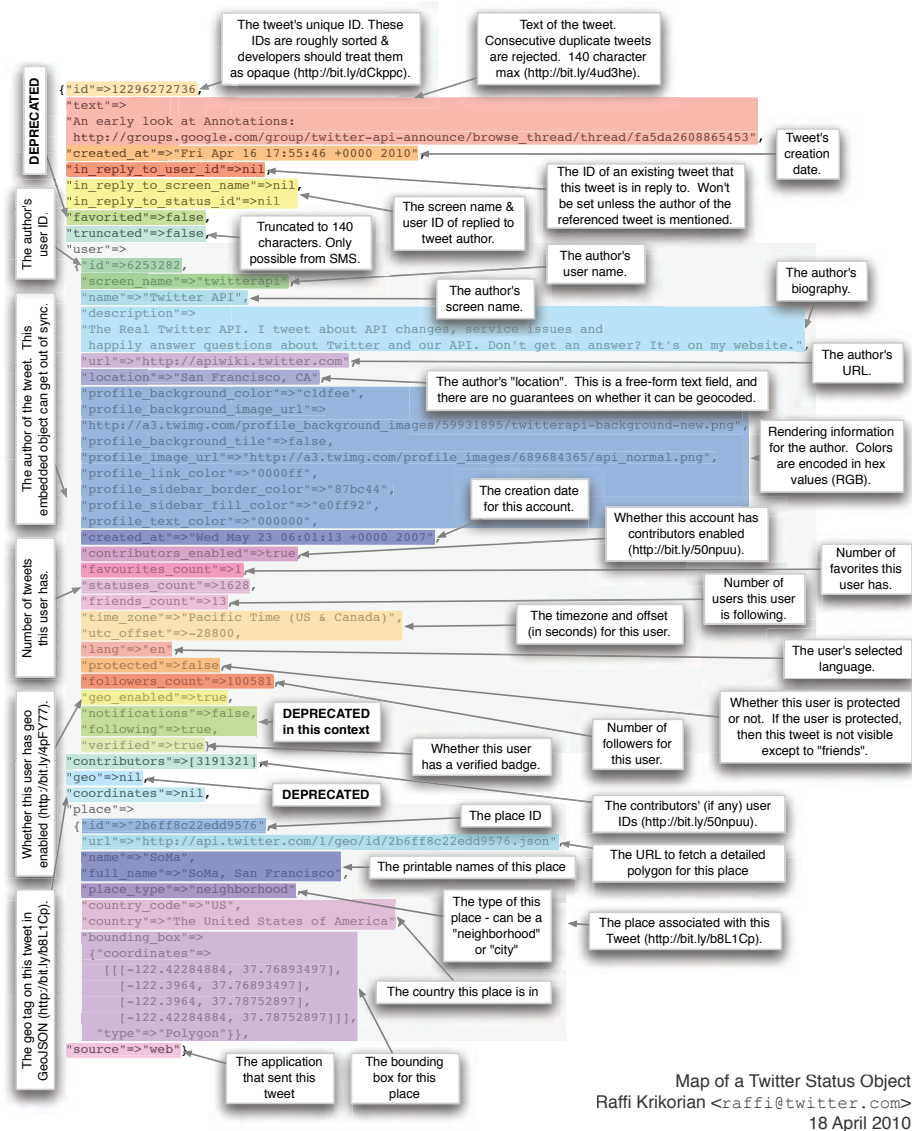 The tweet's unique ID. These
IDs are roughly sorted &
developers should treat them
as opaque (http://bit.ly/dCkppc).
Text of the tweet.
Consecutive duplicate tweets
are rejected. 140 character
max (http://bit.ly/4ud3he).
DEPRECATED
{"id"=>12296272736,
"text"=>
"An early look at Annotations:
http://groups.google.com/group/twitter-api-announce/browse_thread/thread/fa5da2608865453",
"created_at"=>"Fri Apr 16 17:55:46 +0000 2010",
Tweet's
creation
date.
"in_reply_to_user_id"=>nil,
The ID of an existing tweet that
this tweet is in reply to. Won't
be set unless the author of the
referenced tweet is mentioned.
"in_reply_to_screen_name"=>nil,
"in_reply_to_status_id"=>nil
The screen name &
user ID of replied to
tweet author.
"favorited"=>false,
"truncated"=>false,
Truncated to 140
characters. Only
possible from SMS.
The author's
user ID.
"user"=>
{"id"=>6253282,
"screen_name"=>"twitterapi",
The author's
user name.
"name"=>"Twitter API",
The author's
screen name.
The author's
biography.
"description"=>
"The Real Twitter API. I tweet about API changes, service issues and
happily answer questions about Twitter and our API. Don't get an answer? It's on my website.",
"url"=>"http://apiwiki.twitter.com",
The author's
URL.
"location"=>"San Francisco, CA",
The author's "location". This is a free-form text field, and
there are no guarantees on whether it can be geocoded.
The author of the tweet. This
embedded object can get out of sync.
"profile_background_color"=>"c1dfee",
"profile_background_image_url"=>
"http://a3.twimg.com/profile_background_images/59931895/twitterapi-background-new.png",
"profile_background_tile"=>false,
"profile_image_url"=>"http://a3.twimg.com/profile_images/689684365/api_normal.png",
"profile_link_color"=>"0000ff",
"profile_sidebar_border_color"=>"87bc44",
"profile_sidebar_fill_color"=>"e0ff92",
"profile_text_color"=>"000000",
Rendering information
for the author. Colors
are encoded in hex
values (RGB).
"created_at"=>"Wed May 23 06:01:13 +0000 2007",
The creation date
for this account.
"contributors_enabled"=>true,
Whether this account has
contributors enabled
(http://bit.ly/50npuu).
"favourites_count"=>1,
Number of
favorites this
user has.
"statuses_count"=>1628,
Number of tweets
this user has.
"friends_count"=>13,
Number of
users this user
is following.
"time_zone"=>"Pacific Time (US & Canada)",
"utc_offset"=>-28800,
The timezone and offset
(in seconds) for this user.
"lang"=>"en",
The user's selected
language.
"protected"=>false,
Whether this user is protected
or not. If the user is protected,
then this tweet is not visible
except to "friends".
"followers_count"=>100581,
Number of
followers for
this user.
"geo_enabled"=>true,
Whether this user has geo
enabled (http://bit.ly/4pFY77).
"notifications"=>false,
"following"=>true,
DEPRECATED
in this context
"verified"=>true},
Whether this user
has a verified badge.
"contributors"=>[3191321],
The contributors' (if any) user
IDs (http://bit.ly/50npuu).
"geo"=>nil,
DEPRECATED
"coordinates"=>nil,
The geo tag on this tweet in
GeoJSON (http://bit.ly/b8L1Cp).
"place"=>
{"id"=>"2b6ff8c22edd9576",
The place ID
"url"=>"http://api.twitter.com/1/geo/id/2b6ff8c22edd9576.json",
The URL to fetch a detailed
polygon for this place
"name"=>"SoMa",
"full_name"=>"SoMa, San Francisco",
The printable names of this place
"place_type"=>"neighborhood",
The type of this
place - can be a
"neighborhood"
or "city"
The place associated with this
Tweet (http://bit.ly/b8L1Cp).
"country_code"=>"US",
"country"=>"The United States of America",
The country this place is in
"bounding_box"=>
{"coordinates"=>
[[[-122.42284884, 37.76893497],
[-122.3964, 37.76893497],
[-122.3964, 37.78752897],
[-122.42284884, 37.78752897]]],
"type"=>"Polygon"}},
The bounding
box for this
place
"source"=>"web"}
The application
that sent this
tweet
Map of a Twitter Status Object
Raffi Krikorian <raffi@twitter.com>
18 April 2010